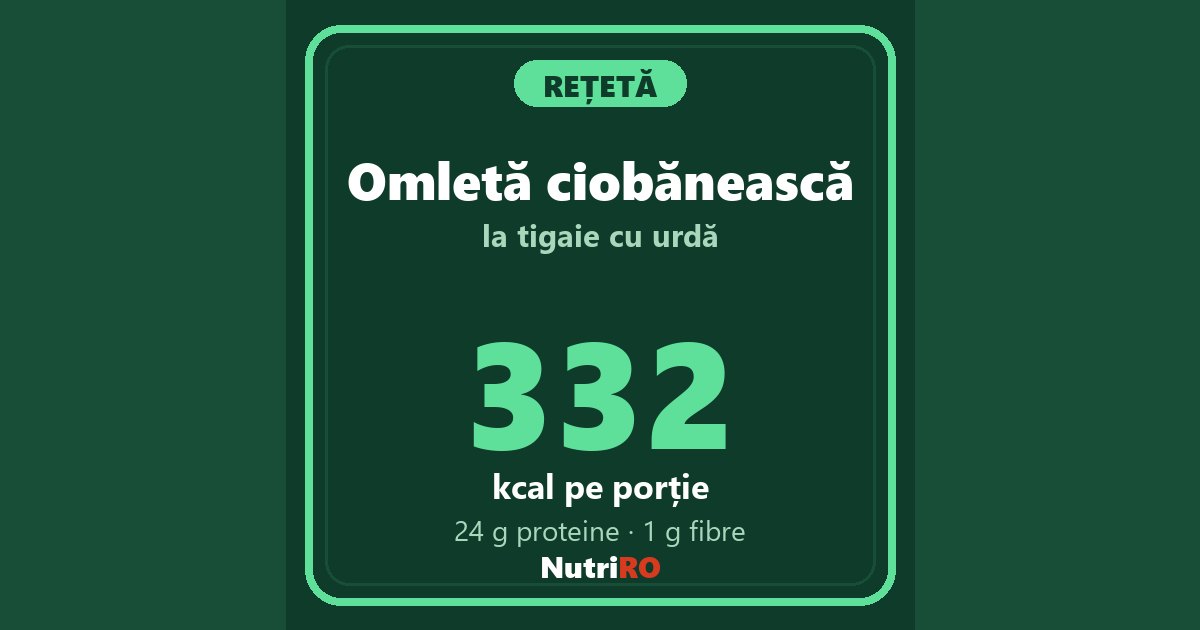 REȚETĂ
Omletă ciobănească
la tigaie cu urdă
332
kcal pe porție
24 g proteine · 1 g fibre
NutriRO